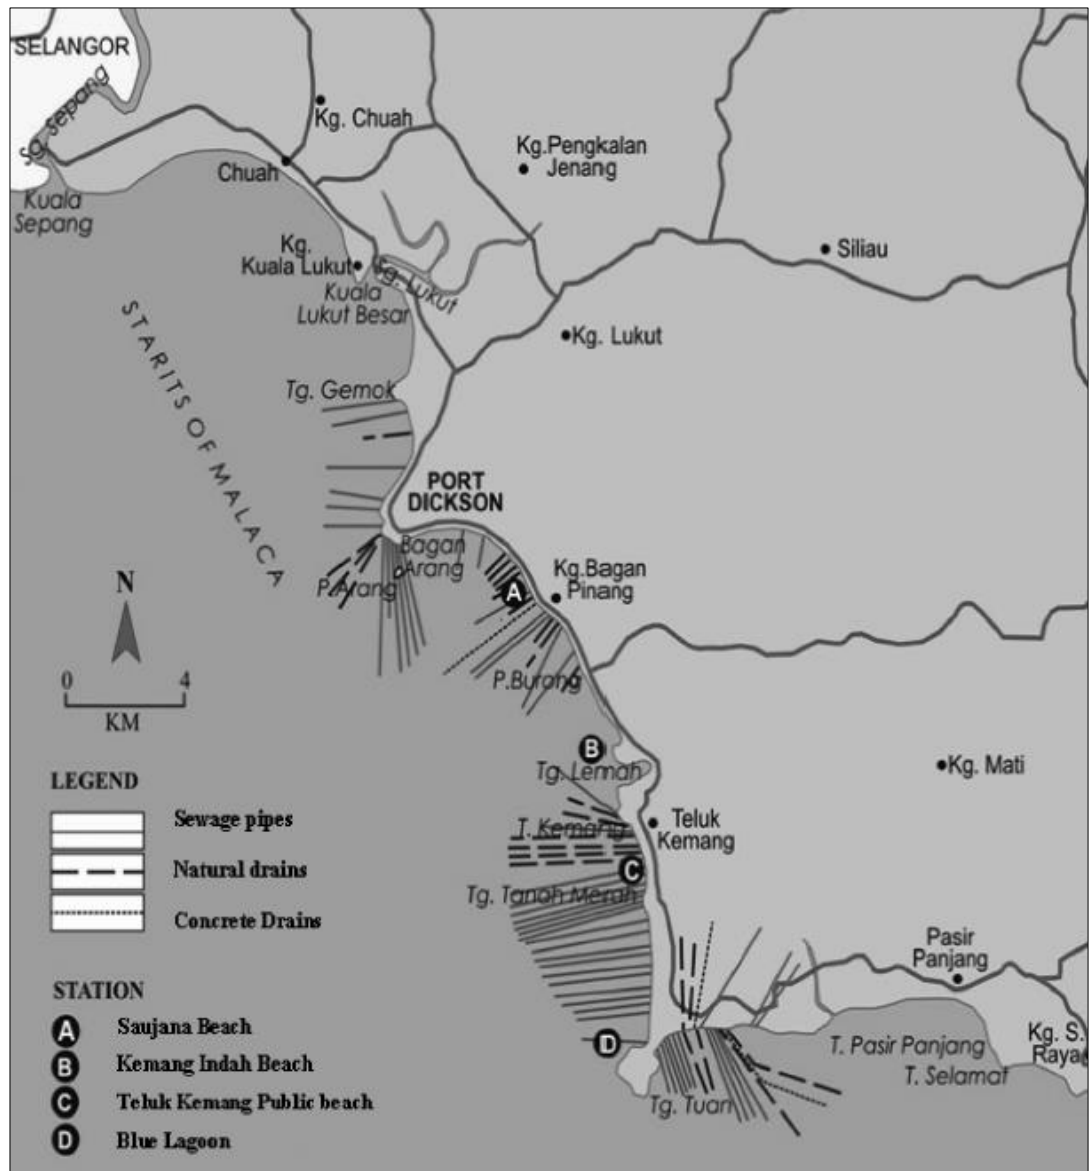 SELANGOR
Sg. Sepang
Kg. Chuah
Kg.Pengkalan
Jenang
Chuah
Kuala
Sepang
Kg.
Kuala Lukut
Siliau
Sg. Lukut
Kuala
Lukut Besar
STARITS OF MALACA
Kg. Lukut
Tg. Gemok
PORT
DICKSON
Bagan
Arang
P.Arang
Kg.Bagan
Pinang
A
N
0 4
KM
P.Burong
B
Tg. Lemah
Kg. Mati
LEGEND
Sewage pipes
Natural drains
Concrete Drains
T. Kemang
Teluk
Kemang
C
Tg. Tanah Merah
Pasir
Panjang
STATION
A Saujana Beach
B Kemang Indah Beach
C Teluk Kemang Public beach
D Blue Lagoon
D
Kg. S.
Raya
T. Pasir Panjang
T. Selamat
Tg. Tuan